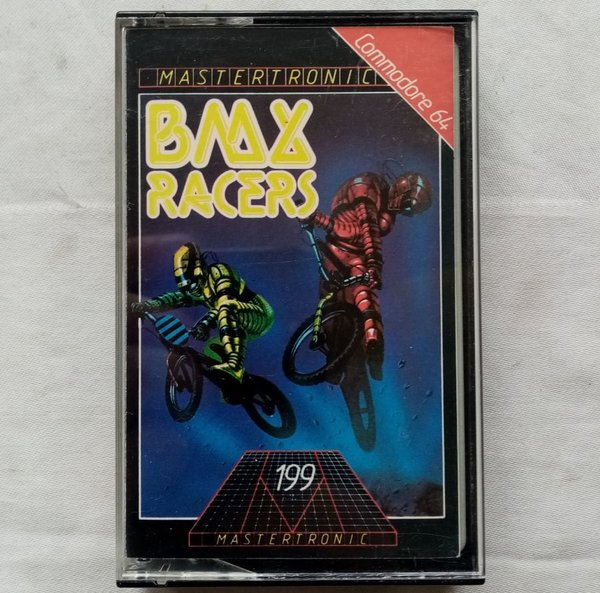 MASTERTRONIC
Commodore 64
BMX
RACERS
199
MASTERTRONIC